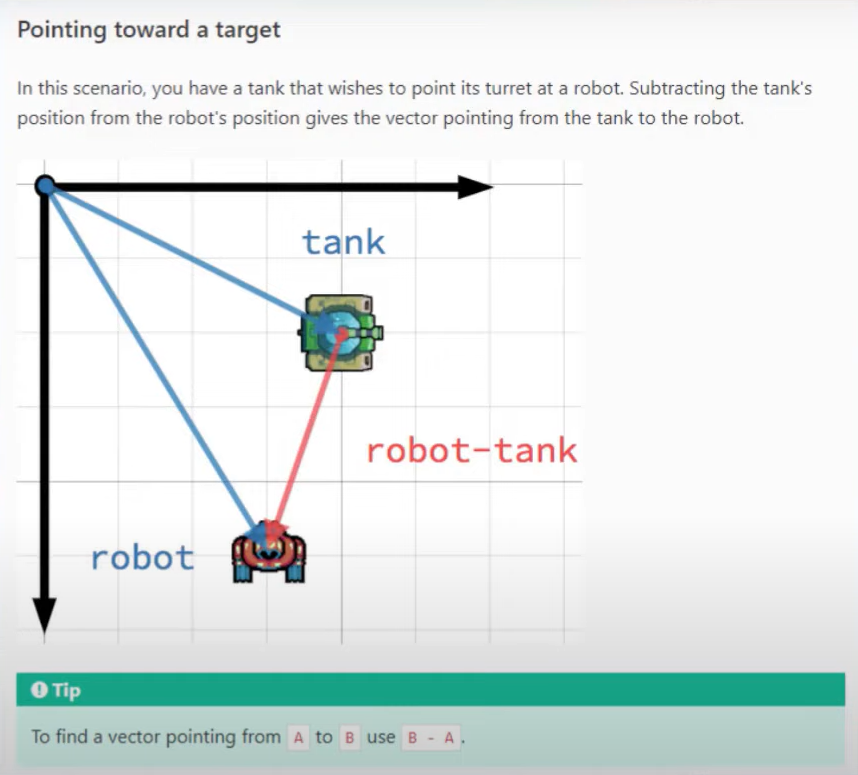 Pointing toward a target
In this scenario, you have a tank that wishes to point its turret at a robot. Subtracting the tank's
position from the robot's position gives the vector pointing from the tank to the robot.
tank
robot-tank
robot
Tip
To find a vector pointing from A to B use B - A .